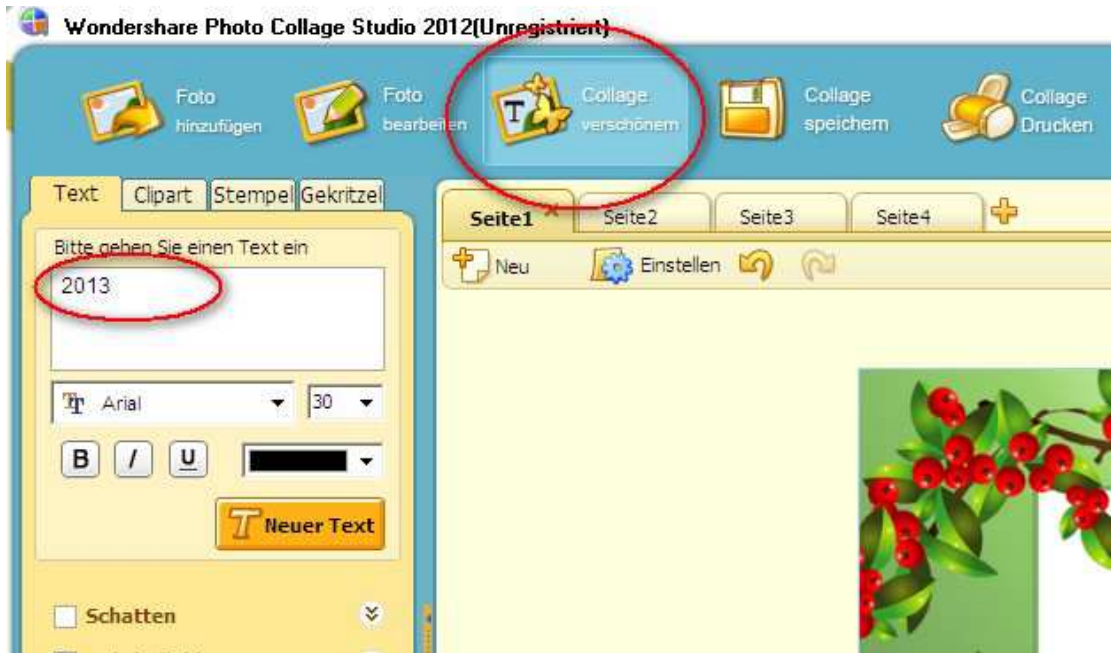 Wondershare Photo Collage Studio 2012(Unregistriert)
Foto
hinzufügen
Foto
bearbeiten
T
Collage
verschönern
Collage
speichern
Collage
Drucken
Text Clipart Stempel Gekritzel
Seite1 Seite2 Seite3 Seite4
Bitte geben Sie einen Text ein
Neu Einstellen
2013
Arial 30
B I U
Neuer Text
Schatten